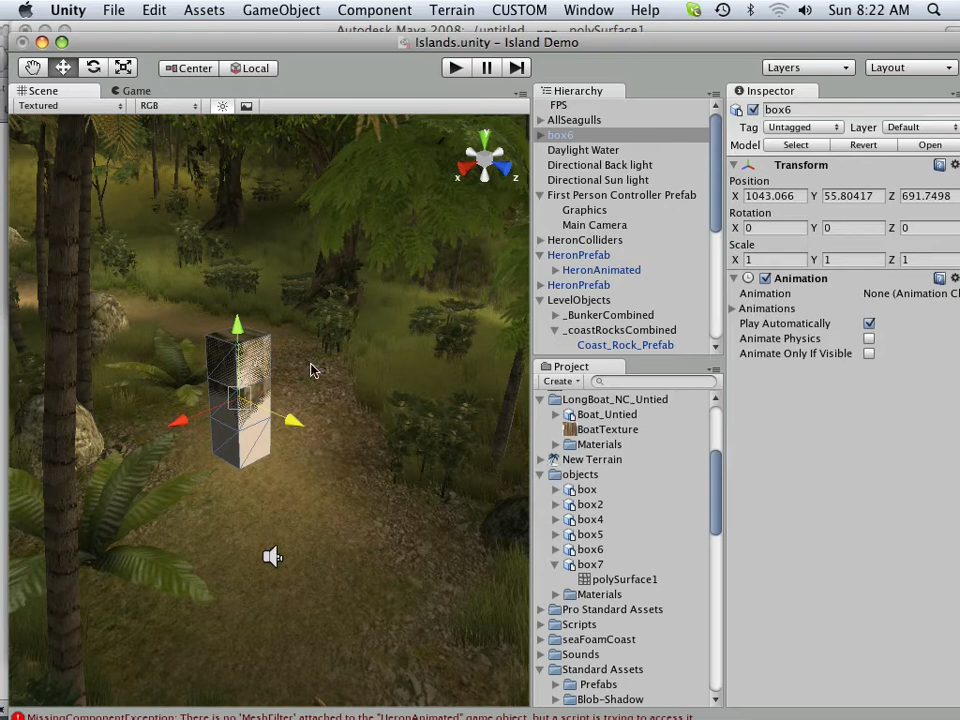 Unity File Edit Assets GameObject Component Terrain CUSTOM Window Help Sun 8:22 AM
Autodesk Maya 2008: /untitled --- polySurface1
Islands.unity - Island Demo
Center Local Layers Layout
Scene Game
Textured RGB
x z
Hierarchy
FPS
AllSeagulls
box6
Daylight Water
Directional Back light
Directional Sun light
First Person Controller Prefab
Graphics
Main Camera
HeronColliders
HeronPrefab
HeronAnimated
HeronPrefab
LevelObjects
_BunkerCombined
_coastRocksCombined
Coast_Rock_Prefab
Project
Create
LongBoat_NC_Untied
Boat_Untied
BoatTexture
Materials
New Terrain
objects
box
box2
box4
box5
box6
box7
polySurface1
Materials
Pro Standard Assets
Scripts
seaFoamCoast
Sounds
Standard Assets
Prefabs
Blob-Shadow
Inspector
box6
Tag Untagged Layer Default
Model Select Revert Open
Transform
Position
X 1043.066 Y 55.80417 Z 691.7498
Rotation
X 0 Y 0 Z 0
Scale
X 1 Y 1 Z 1
Animation
Animation None (Animation Cl
Animations
Play Automatically
Animate Physics
Animate Only If Visible
MissingComponentException: There is no 'MeshFilter' attached to the "HeronAnimated" game object, but a script is trying to access it.